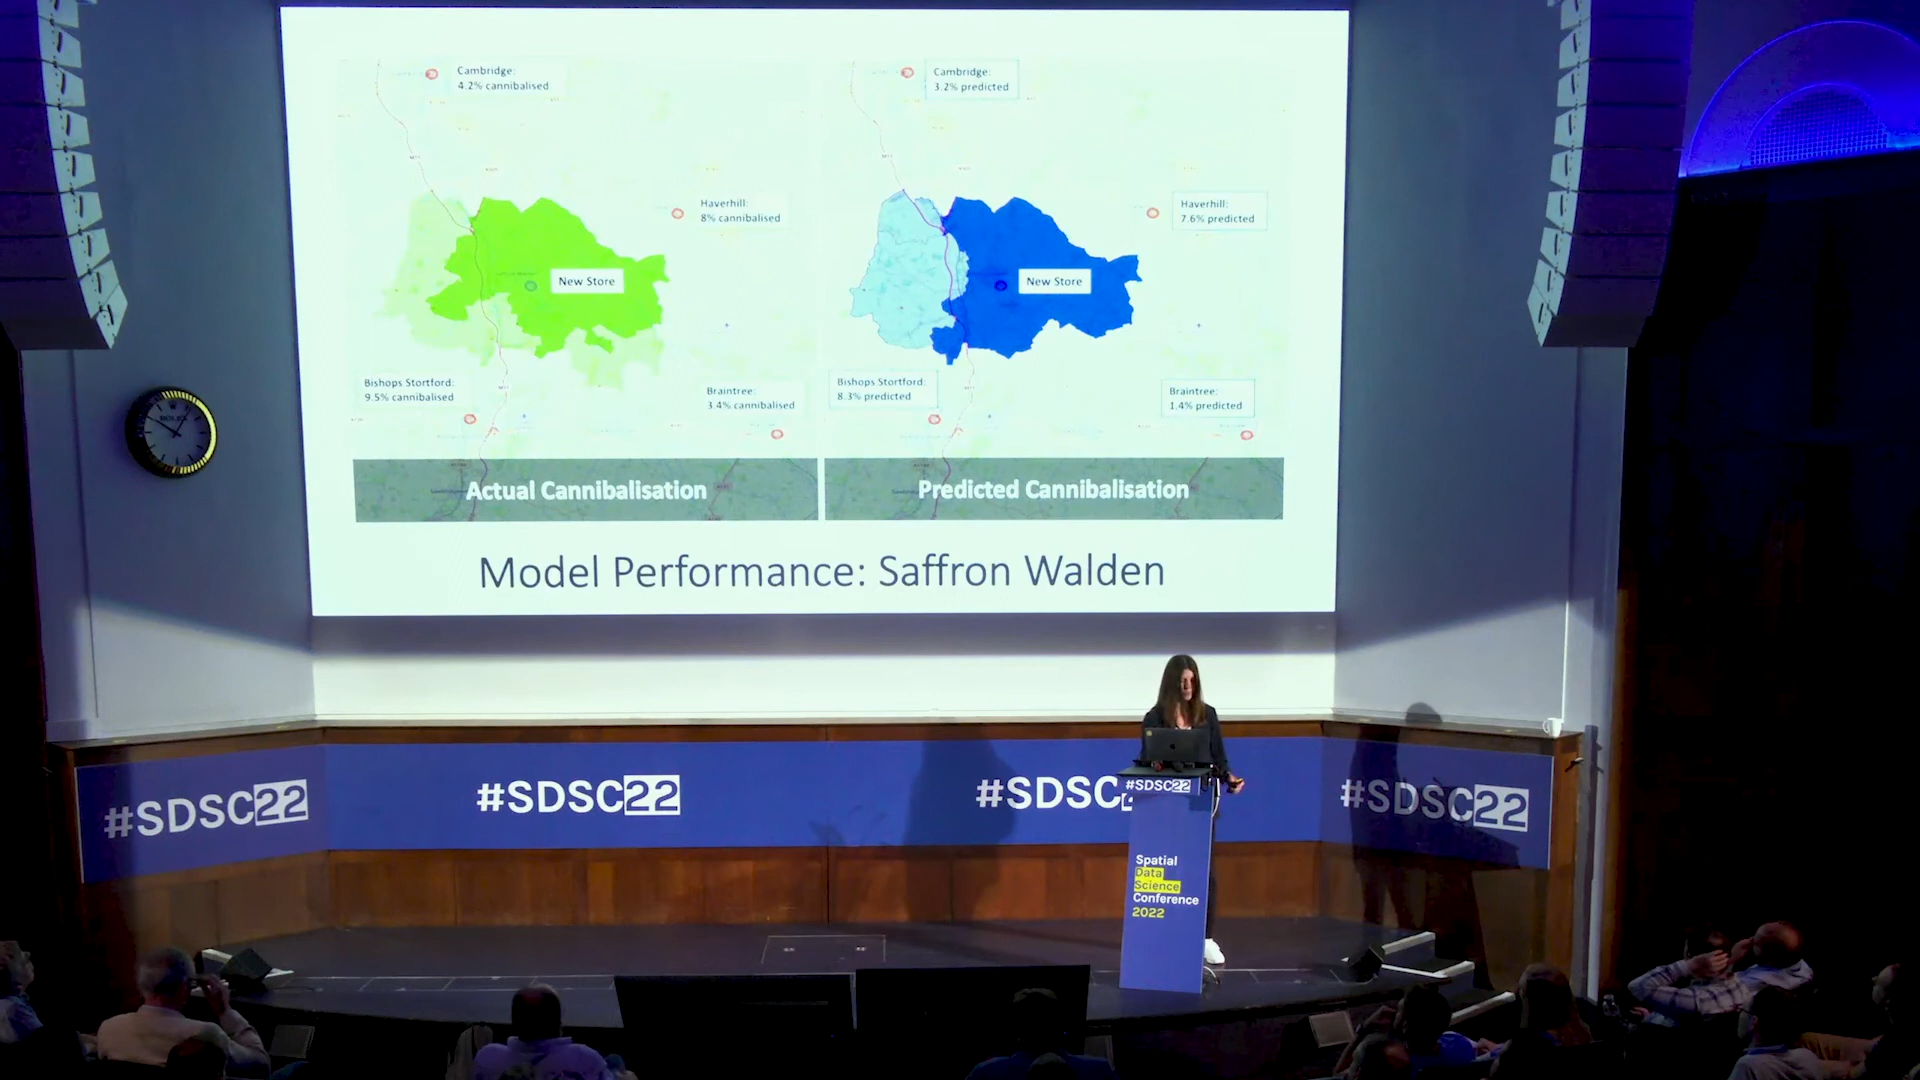 Cambridge:
4.2% cannibalised
Haverhill:
8% cannibalised
New Store
Bishops Stortford:
9.5% cannibalised
Braintree:
3.4% cannibalised
Actual Cannibalisation
Cambridge:
3.2% predicted
Haverhill:
7.6% predicted
New Store
Bishops Stortford:
8.3% predicted
Braintree:
1.4% predicted
Predicted Cannibalisation
Model Performance: Saffron Walden
ROLEX
#SDSC22
#SDSC22
#SDSC2
#SDSC22
#SDSC22
Spatial
Data
Science
Conference
2022